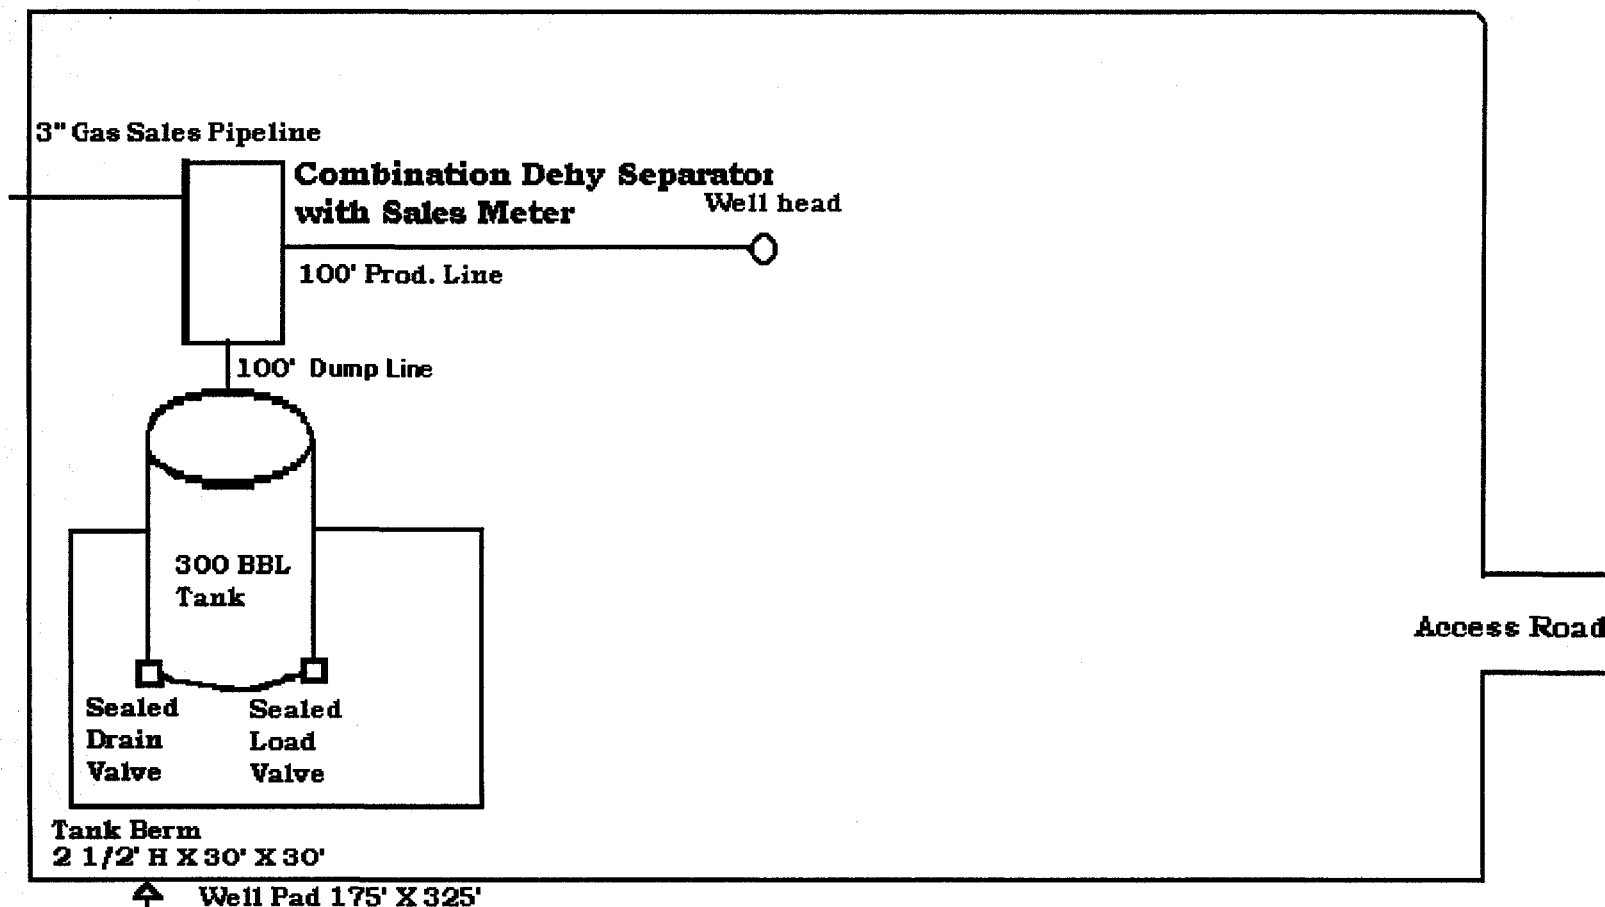 3" Gas Sales Pipeline
Combination Dehy Separator
with Sales Meter
Well head
100' Prod. Line
100' Dump Line
300 BBL
Tank
Sealed
Drain
Valve
Sealed
Load
Valve
Access Road
Tank Berm
2 1/2' H X 30' X 30'
Well Pad 175' X 325'